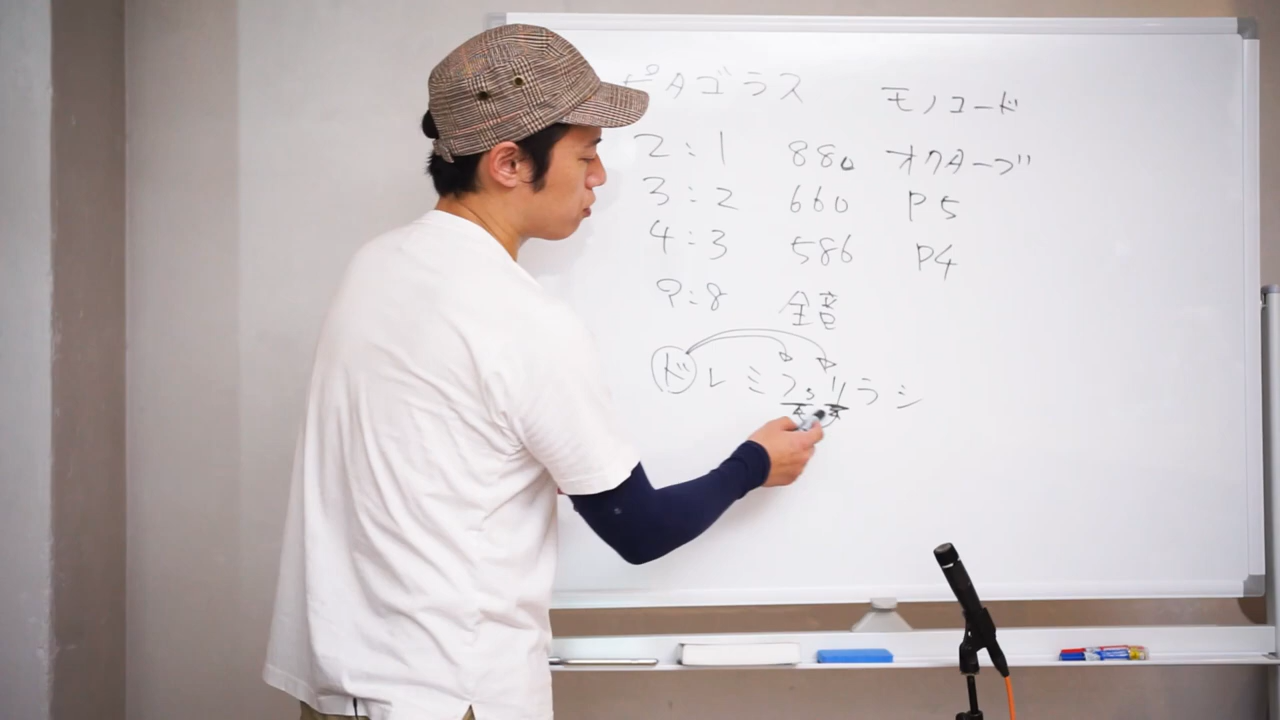 ピタゴラス モノコード
2:1 880 オクターブ
3:2 660 P5
4:3 586 P4
9:8 全音
ドレミファソラシ